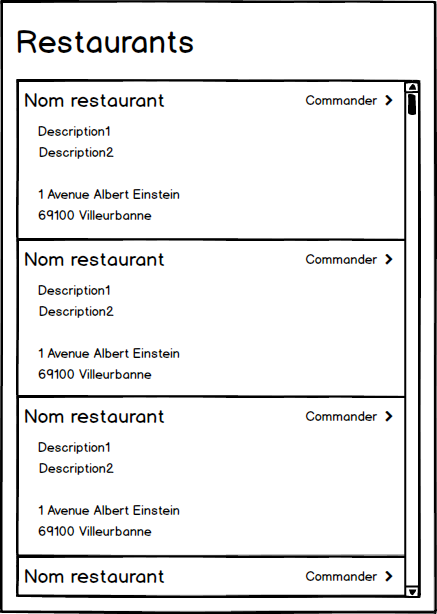 Restaurants
Nom restaurant Commander
Description1
Description2
1 Avenue Albert Einstein
69100 Villeurbanne
Nom restaurant Commander
Description1
Description2
1 Avenue Albert Einstein
69100 Villeurbanne
Nom restaurant Commander
Description1
Description2
1 Avenue Albert Einstein
69100 Villeurbanne
Nom restaurant Commander